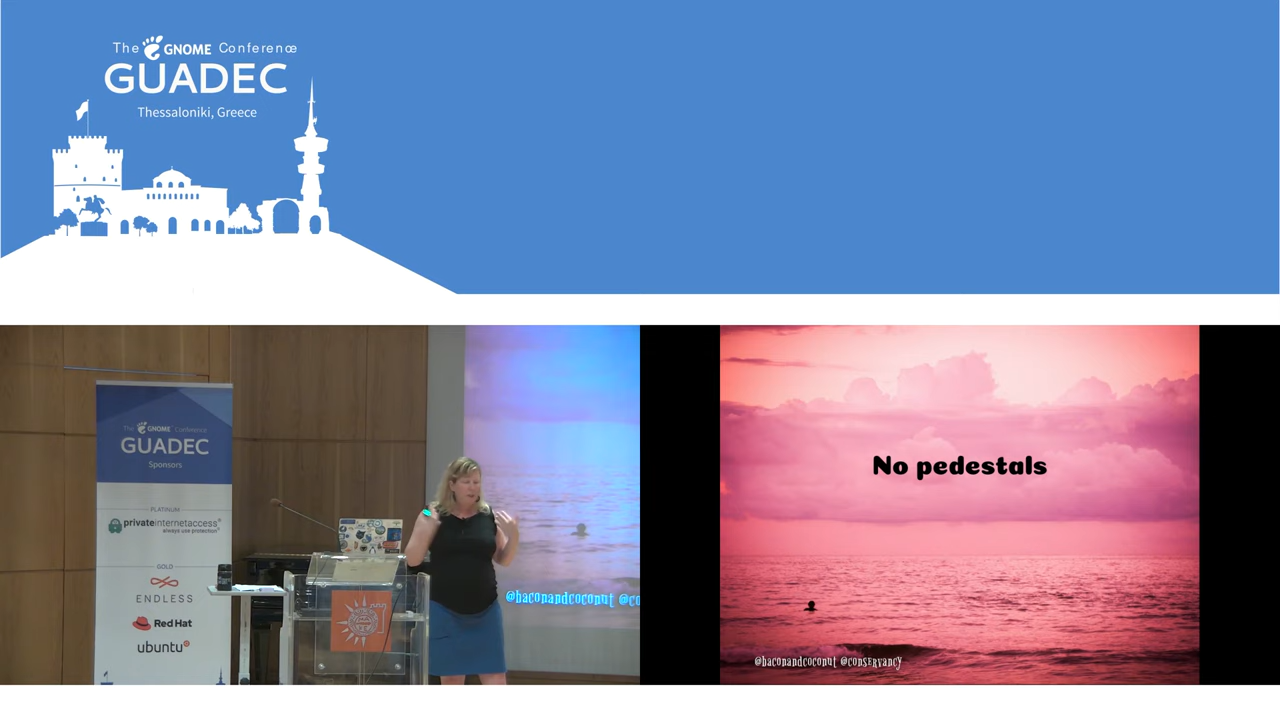 The GNOME Conference
GUADEC
Thessaloniki, Greece
The GNOME Conference
GUADEC
Sponsors
PLATINUM
privateinternetaccess®
always use protection®
GOLD
ENDLESS
Red Hat
ubuntu®
@baconandcoconut @co
No pedestals
@baconandcoconut @conservancy